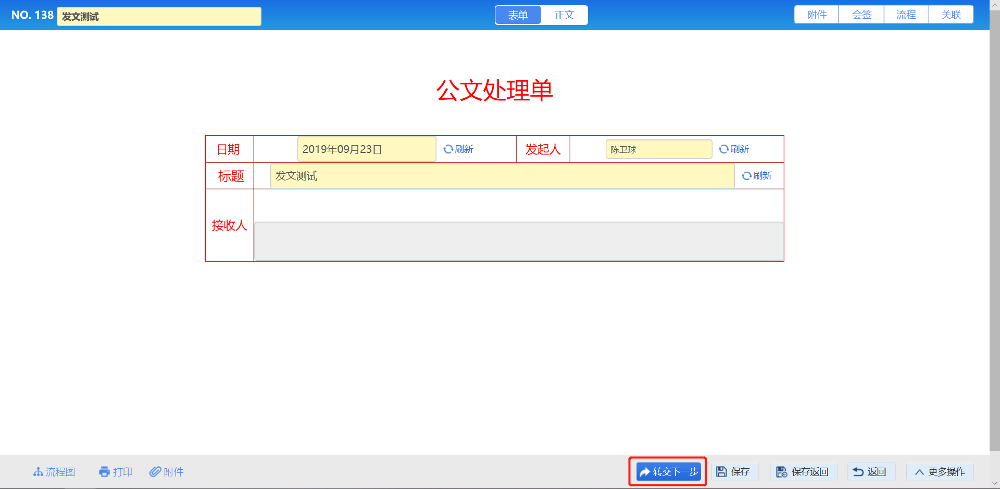 NO. 138 发文测试 表单 正文 附件 会签 流程 关联
公文处理单
日期 2019年09月23日 刷新 发起人 陈卫球 刷新
标题 发文测试 刷新
接收人
流程图 打印 附件 转交下一步 保存 保存返回 返回 更多操作